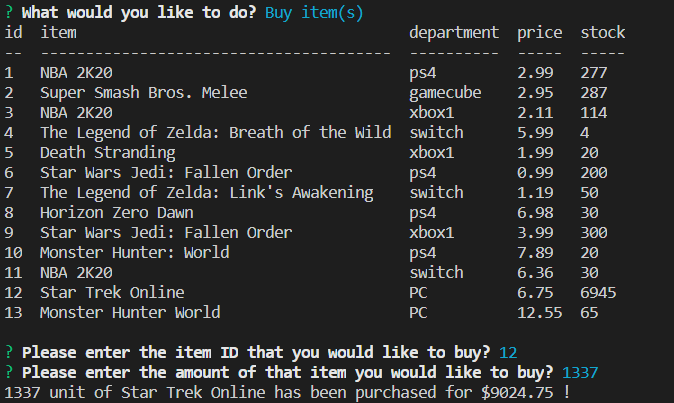 ? What would you like to do? Buy item(s)
id  item                                     department  price  stock
--  ---------------------------------------  ----------  -----  -----
1   NBA 2K20                                 ps4         2.99   277
2   Super Smash Bros. Melee                  gamecube    2.95   287
3   NBA 2K20                                 xbox1       2.11   114
4   The Legend of Zelda: Breath of the Wild  switch      5.99   4
5   Death Stranding                          xbox1       1.99   20
6   Star Wars Jedi: Fallen Order             ps4         0.99   200
7   The Legend of Zelda: Link's Awakening    switch      1.19   50
8   Horizon Zero Dawn                        ps4         6.98   30
9   Star Wars Jedi: Fallen Order             xbox1       3.99   300
10  Monster Hunter: World                    ps4         7.89   20
11  NBA 2K20                                 switch      6.36   30
12  Star Trek Online                         PC          6.75   6945
13  Monster Hunter World                     PC          12.55  65
? Please enter the item ID that you would like to buy? 12
? Please enter the amount of that item you would like to buy? 1337
1337 unit of Star Trek Online has been purchased for $9024.75 !